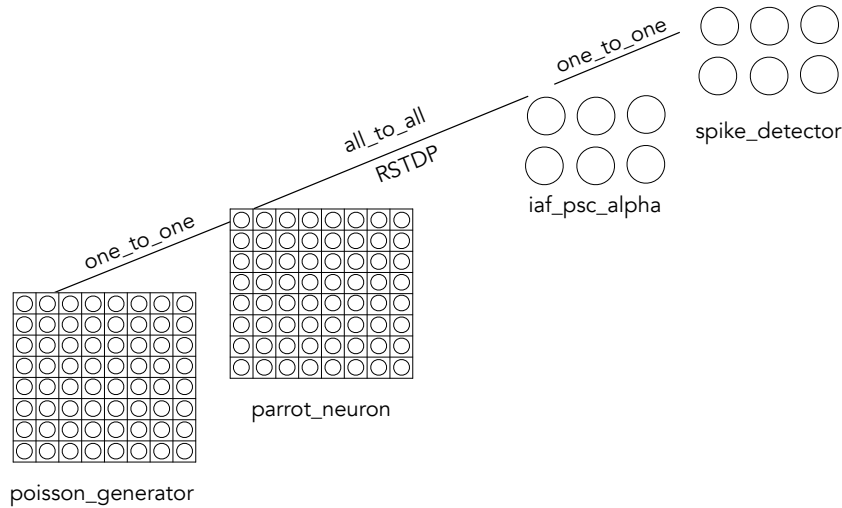 one_to_one
spike_detector
all_to_all
RSTDP
iaf_psc_alpha
one_to_one
parrot_neuron
poisson_generator